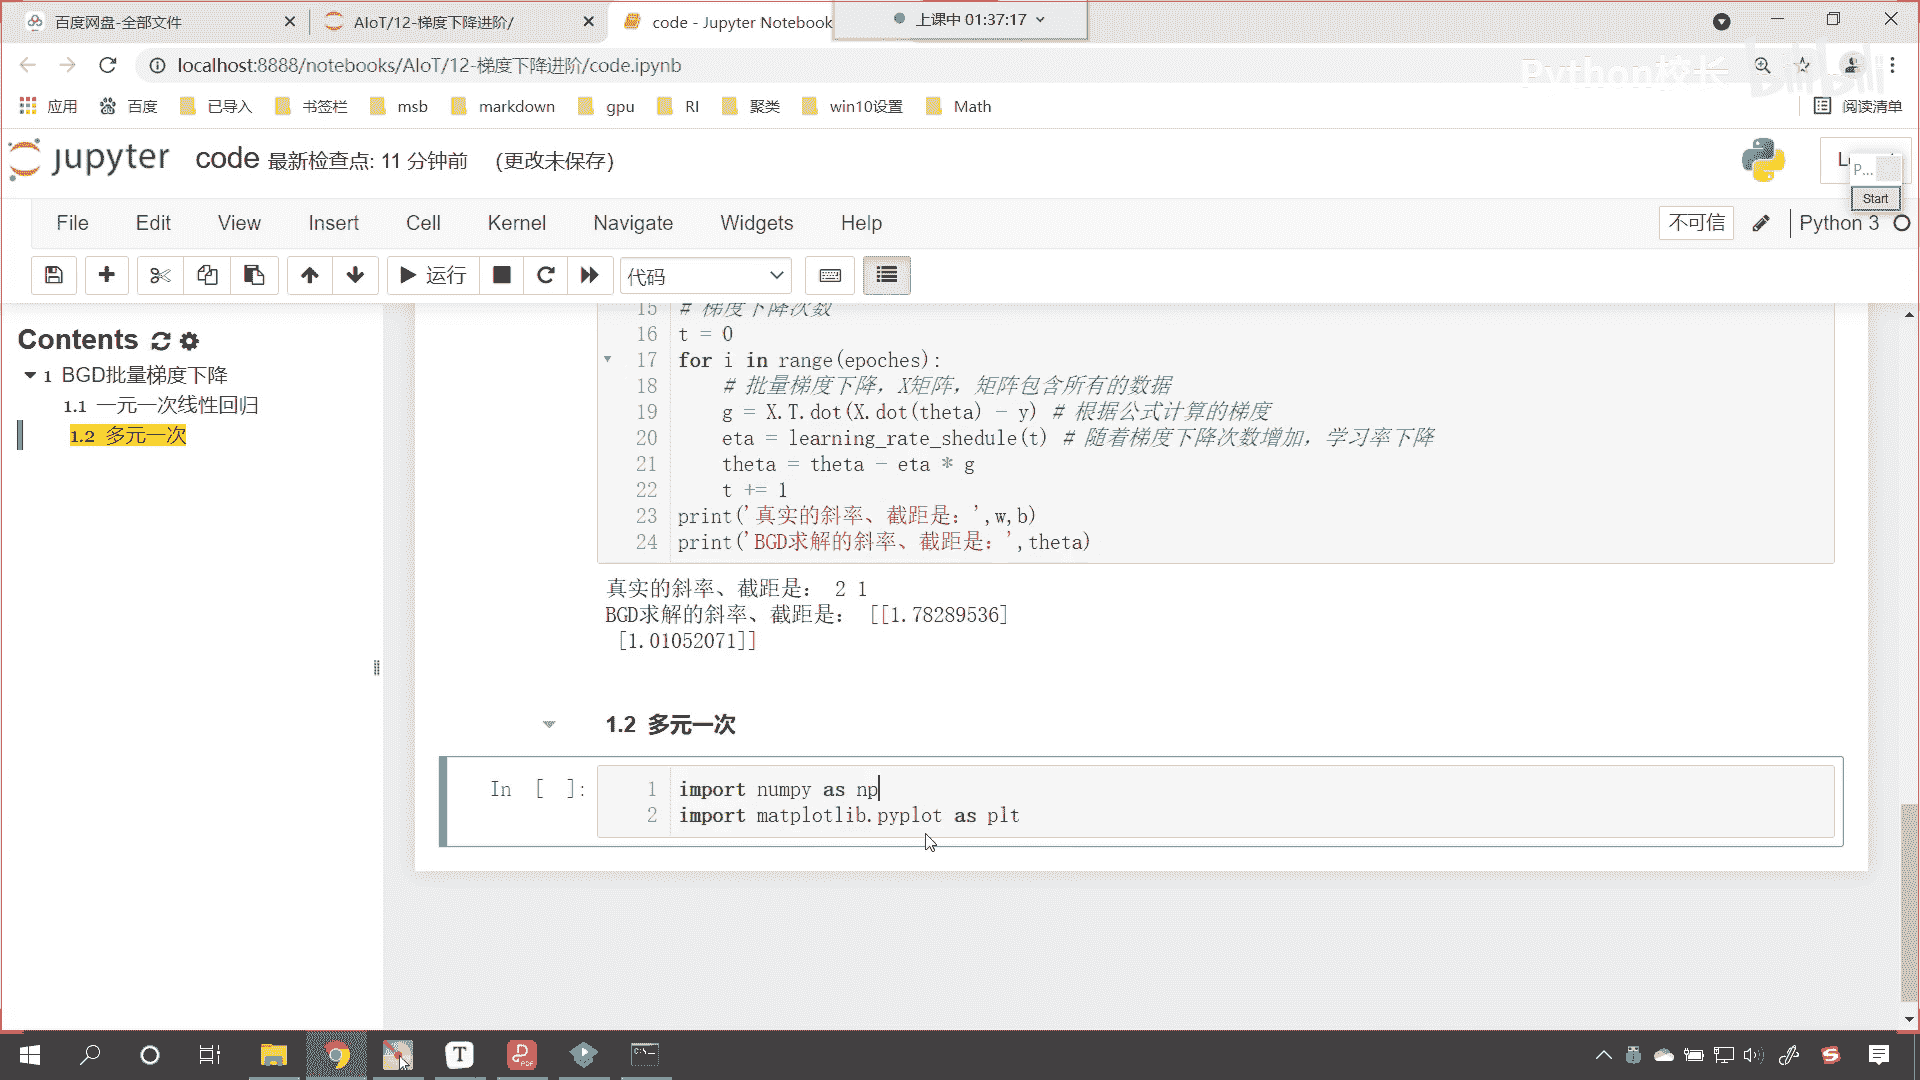 百度网盘-全部文件
AIoT/12-梯度下降进阶/
code - Jupyter Notebook
上课中 01:37:17
localhost:8888/notebooks/AIoT/12-梯度下降进阶/code.ipynb
Python校长
bilibili
应用 百度 已导入 书签栏 msb markdown gpu RI 聚类 win10设置 Math 阅读清单
jupyter code 最新检查点: 11 分钟前 (更改未保存)
P...
Start
File Edit View Insert Cell Kernel Navigate Widgets Help 不可信 Python 3
运行 代码
Contents
1 BGD批量梯度下降
1.1 一元一次线性回归
1.2 多元一次
15 # 梯度下降次数
16 t = 0
17 for i in range(epoches):
18 # 批量梯度下降，X矩阵，矩阵包含所有的数据
19 g = X.T.dot(X.dot(theta) - y) # 根据公式计算的梯度
20 eta = learning_rate_shedule(t) # 随着梯度下降次数增加，学习率下降
21 theta = theta - eta * g
22 t += 1
23 print('真实的斜率、截距是：',w,b)
24 print('BGD求解的斜率、截距是：',theta)
真实的斜率、截距是： 2 1
BGD求解的斜率、截距是： [[1.78289536]
[1.01052071]]
1.2 多元一次
In [ ]:
1 import numpy as np
2 import matplotlib.pyplot as plt